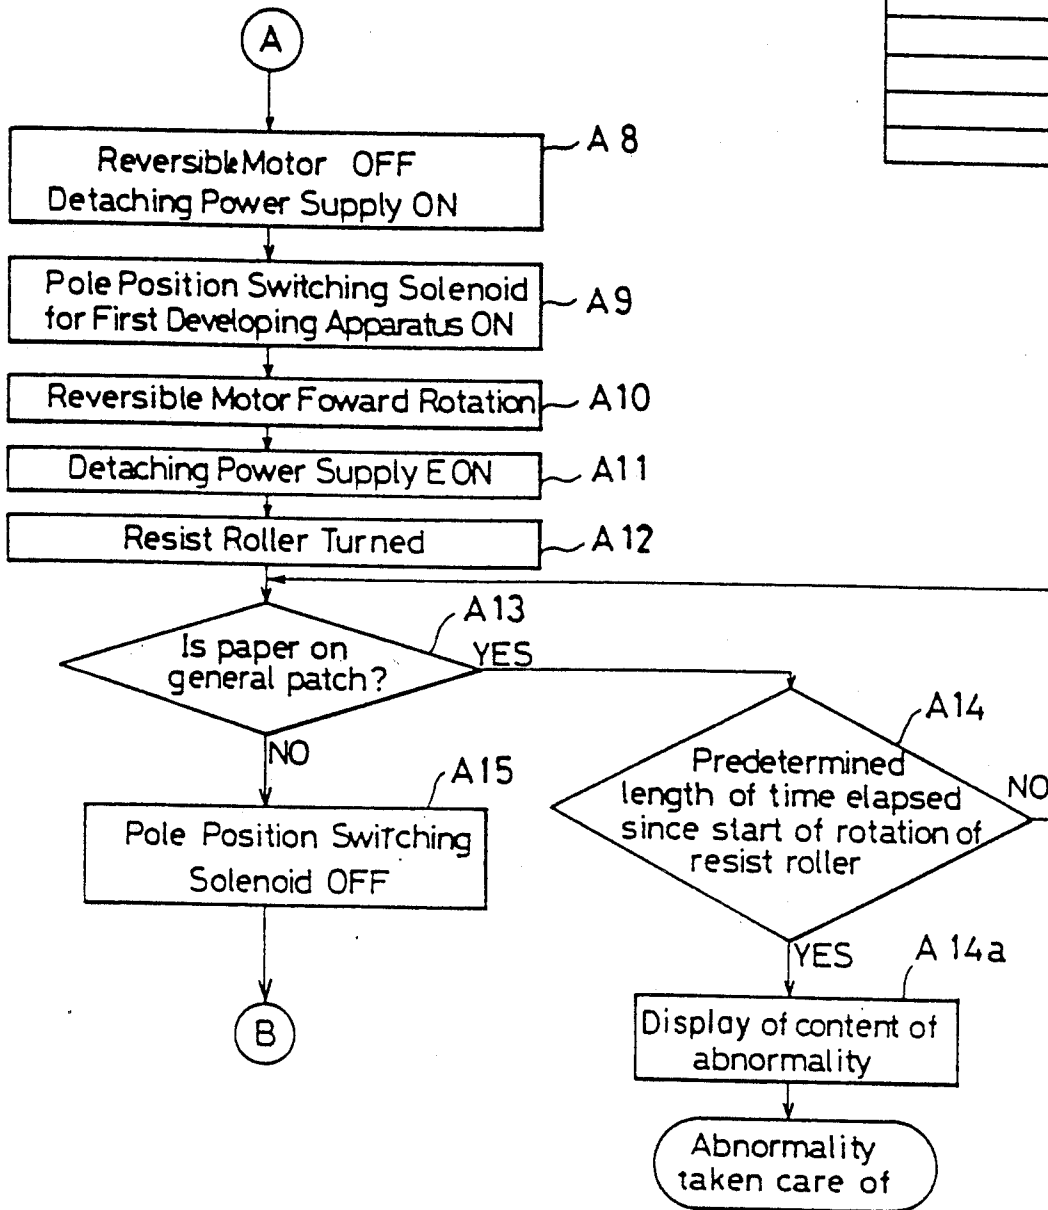 A
Reversible Motor OFF
Detaching Power Supply ON
A 8
Pole Position Switching Solenoid
for First Developing Apparatus ON
A 9
Reversible Motor Foward Rotation
A10
Detaching Power Supply E ON
A11
Resist Roller Turned
A 12
Is paper on
general patch?
A 13
YES
NO
Predetermined
length of time elapsed
since start of rotation of
resist roller
A14
NO
YES
A15
Pole Position Switching
Solenoid OFF
B
A 14a
Display of content of
abnormality
Abnormality
taken care of